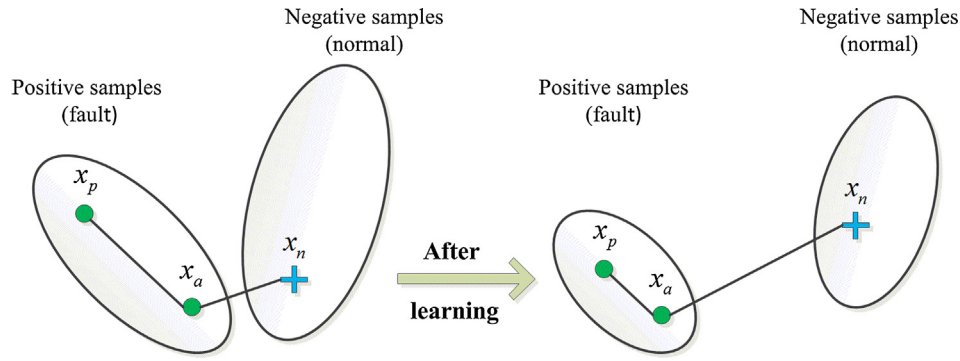 Negative samples
(normal)
Positive samples
(fault)
x_p
x_a
x_n
After
learning
Negative samples
(normal)
Positive samples
(fault)
x_n
x_p
x_a